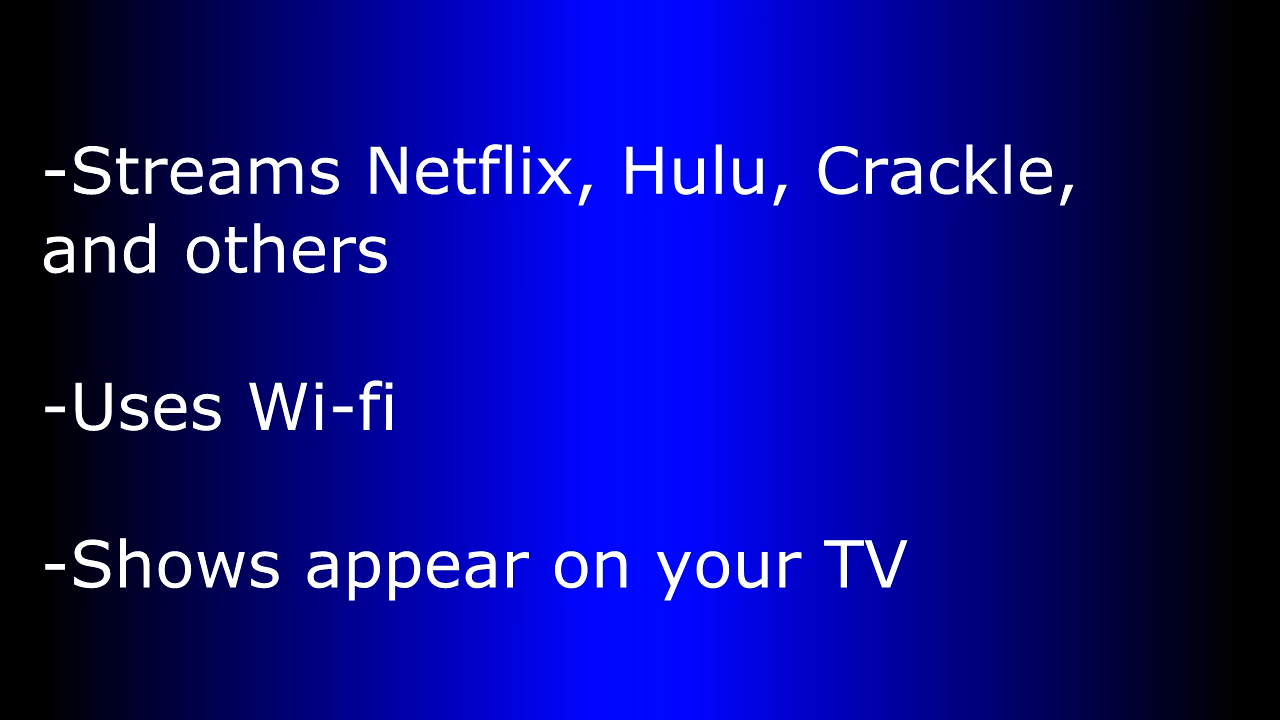 -Streams Netflix, Hulu, Crackle,
and others
-Uses Wi-fi
-Shows appear on your TV